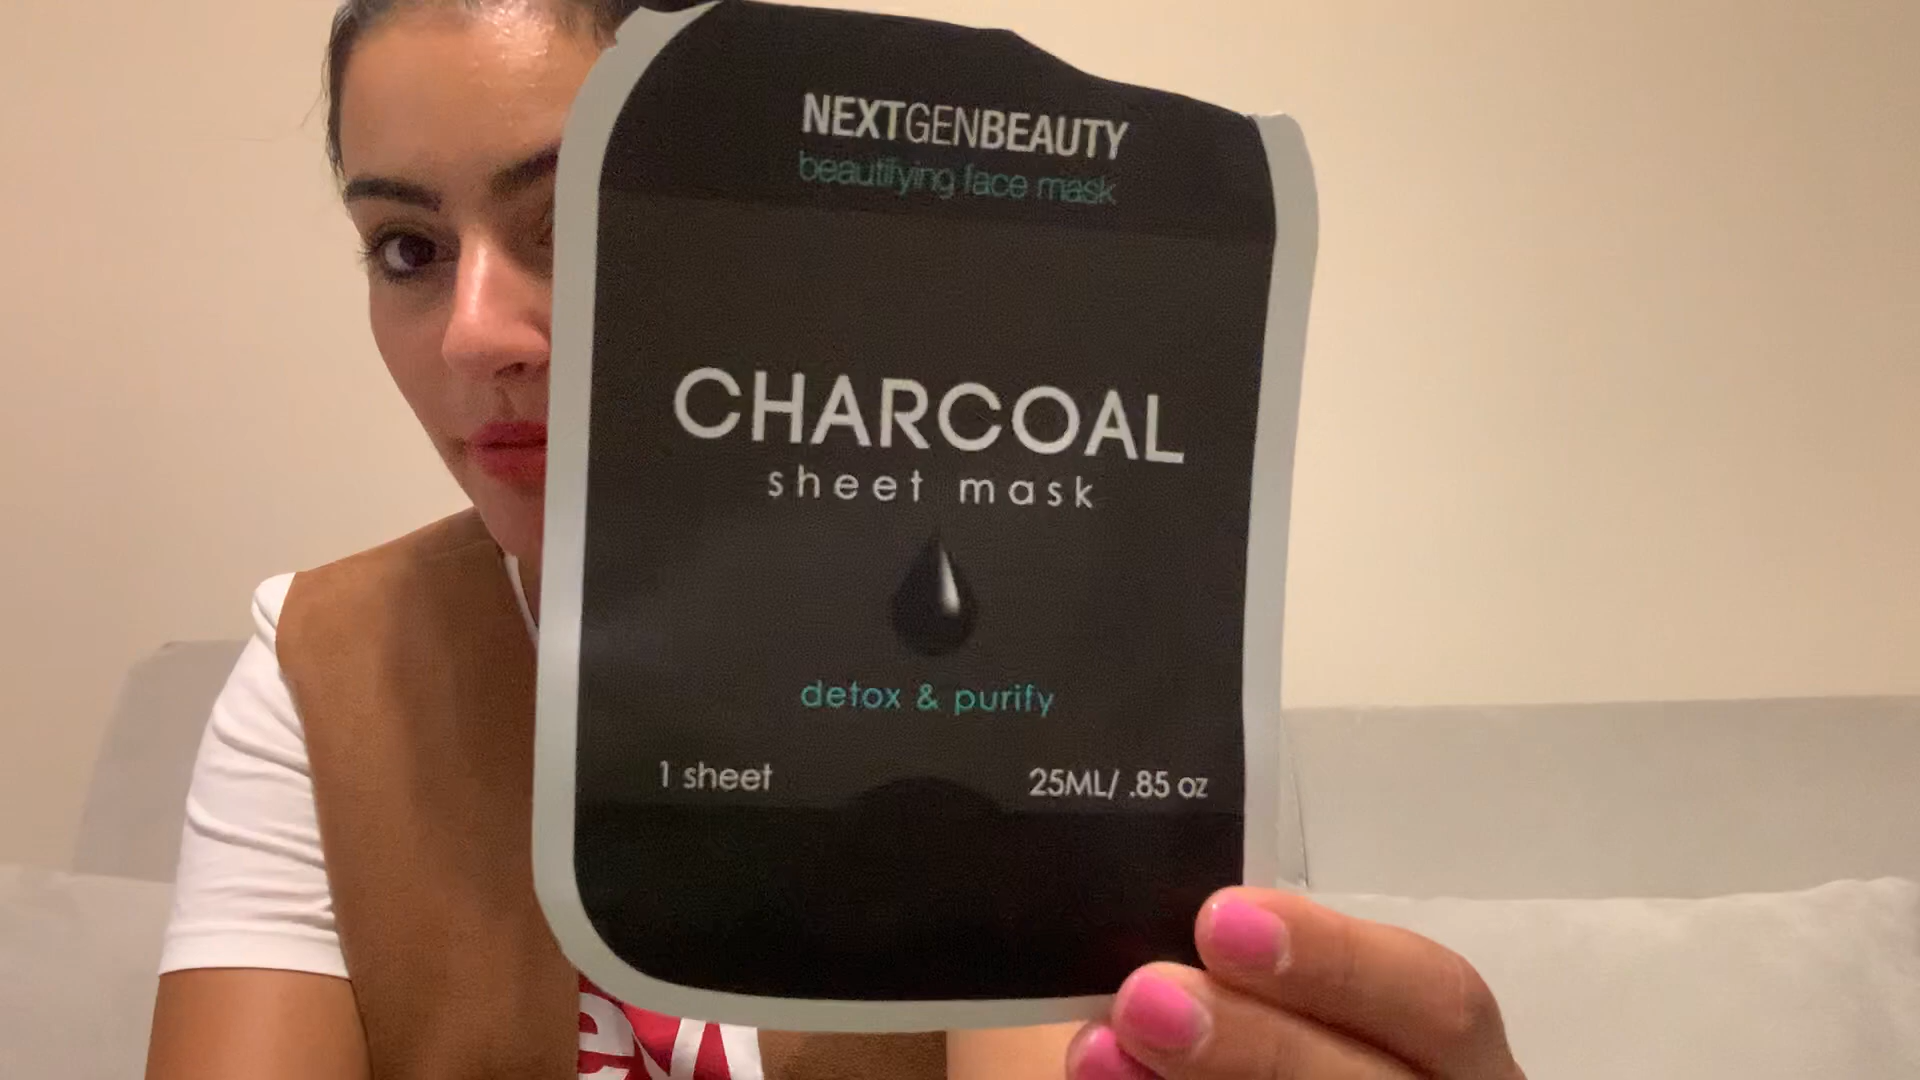 NEXTGENBEAUTY
beautifying face mask
CHARCOAL
sheet mask
detox & purify
1 sheet 25ML/ .85 oz